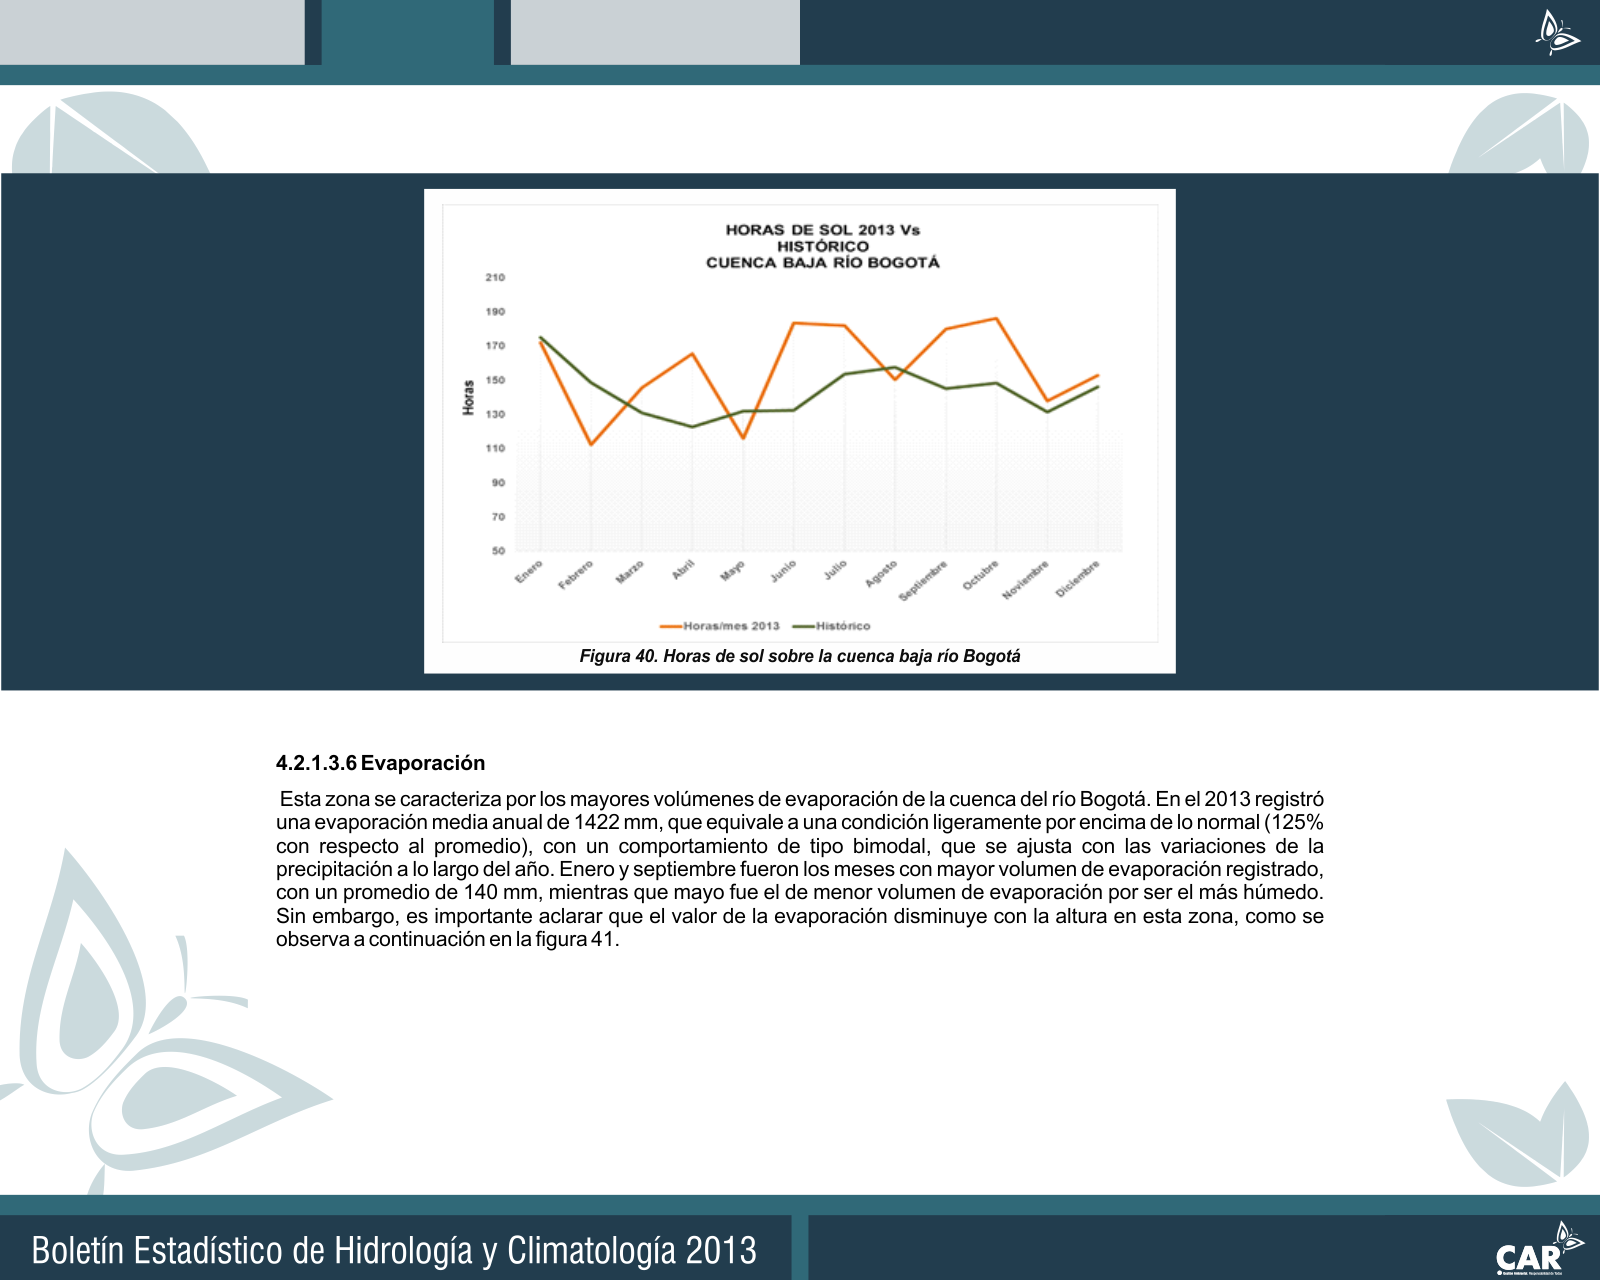 HORAS DE SOL 2013 Vs
HISTÓRICO
CUENCA BAJA RÍO BOGOTÁ
210
190
170
150
130
110
90
70
50
Horas
Enero
Febrero
Marzo
Abril
Mayo
Junio
Julio
Agosto
Septiembre
Octubre
Noviembre
Diciembre
Horas/mes 2013
Histórico
Figura 40. Horas de sol sobre la cuenca baja río Bogotá
4.2.1.3.6 Evaporación
Esta zona se caracteriza por los mayores volúmenes de evaporación de la cuenca del río Bogotá. En el 2013 registró
una evaporación media anual de 1422 mm, que equivale a una condición ligeramente por encima de lo normal (125%
con respecto al promedio), con un comportamiento de tipo bimodal, que se ajusta con las variaciones de la
precipitación a lo largo del año. Enero y septiembre fueron los meses con mayor volumen de evaporación registrado,
con un promedio de 140 mm, mientras que mayo fue el de menor volumen de evaporación por ser el más húmedo.
Sin embargo, es importante aclarar que el valor de la evaporación disminuye con la altura en esta zona, como se
observa a continuación en la figura 41.
Boletín Estadístico de Hidrología y Climatología 2013
CAR